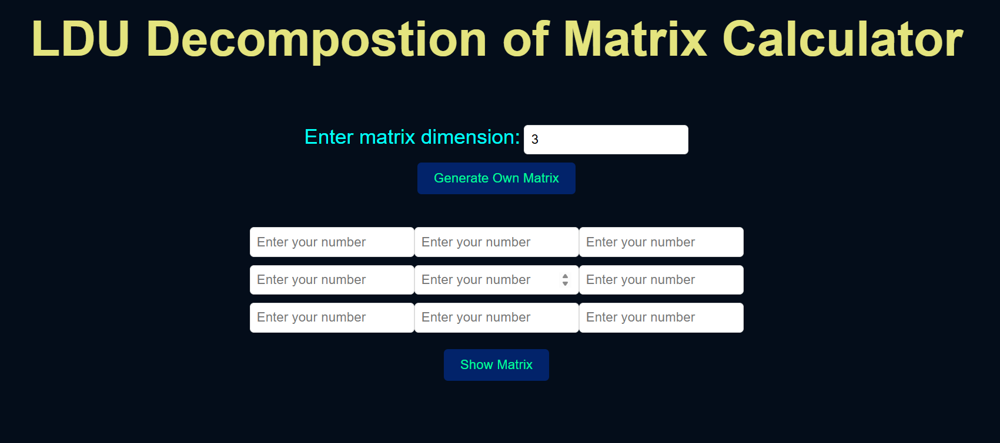 LDU Decompostion of Matrix Calculator
Enter matrix dimension: 3
Generate Own Matrix
Enter your number Enter your number Enter your number
Enter your number Enter your number Enter your number
Enter your number Enter your number Enter your number
Show Matrix